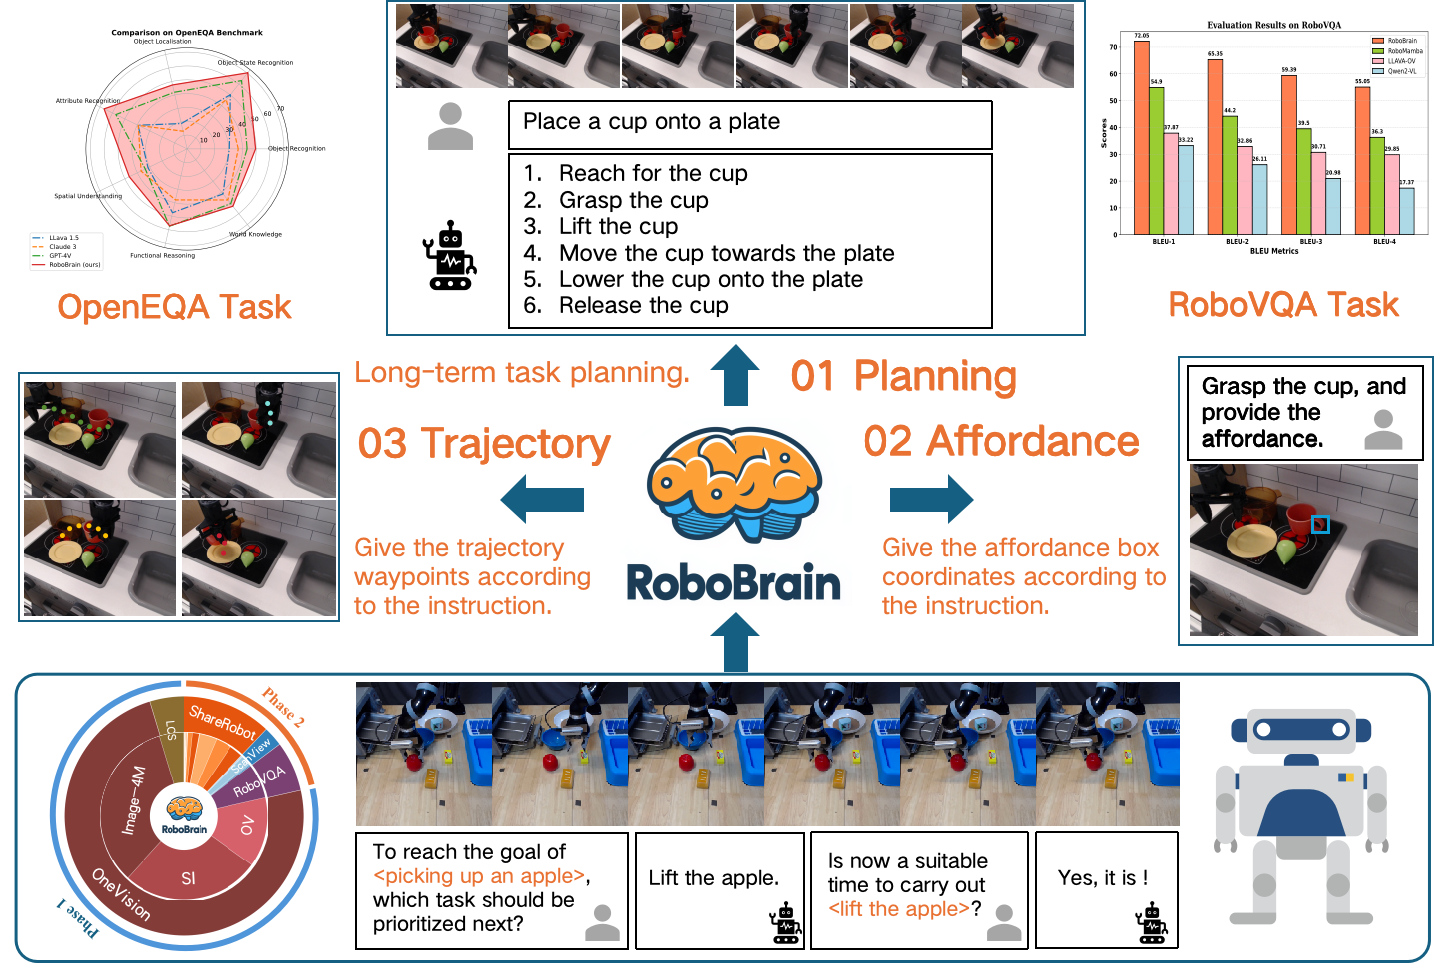 Comparison on OpenEQA Benchmark
Object Localisation
Object State Recognition
Attribute Recognition
70
60
50
40
30
20
10
Object Recognition
Spatial Understanding
World Knowledge
Functional Reasoning
LLava 1.5
Claude 3
GPT-4V
RoboBrain (ours)
OpenEQA Task
Place a cup onto a plate
1. Reach for the cup
2. Grasp the cup
3. Lift the cup
4. Move the cup towards the plate
5. Lower the cup onto the plate
6. Release the cup
Evaluation Results on RoboVQA
RoboBrain
RoboMamba
LLAVA-OV
Qwen2-VL
72.05
54.9
37.87
33.22
65.35
44.2
32.86
26.11
59.39
39.5
30.71
20.98
55.05
36.3
29.85
17.37
70
60
50
40
30
20
10
0
Scores
BLEU-1
BLEU-2
BLEU-3
BLEU-4
BLEU Metrics
RoboVQA Task
Long-term task planning.
01 Planning
03 Trajectory
02 Affordance
Give the trajectory
waypoints according
to the instruction.
RoboBrain
Give the affordance box
coordinates according to
the instruction.
Grasp the cup, and
provide the
affordance.
Phase 2
Phase 1
LCS
ShareRobot
ScanView
RoboVQA
Image-4M
OV
SI
OneVision
RoboBrain
To reach the goal of
<picking up an apple>,
which task should be
prioritized next?
Lift the apple.
Is now a suitable
time to carry out
<lift the apple>?
Yes, it is !